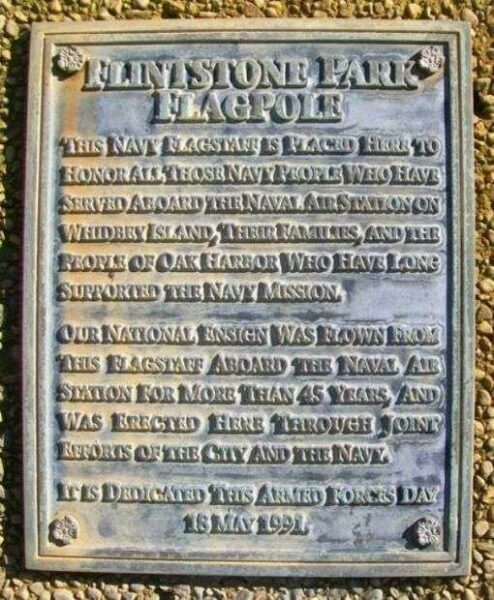 FLINTSTONE PARK
FLAGPOLE
THIS NAVY FLAGSTAFF IS PLACED HERE TO
HONOR ALL THOSE NAVY PEOPLE WHO HAVE
SERVED ABOARD THE NAVAL AIR STATION ON
WHIDBEY ISLAND, THEIR FAMILIES, AND THE
PEOPLE OF OAK HARBOR WHO HAVE LONG
SUPPORTED THE NAVY MISSION.
OUR NATIONAL ENSIGN WAS FLOWN FROM
THIS FLAGSTAFF ABOARD THE NAVAL AIR
STATION FOR MORE THAN 45 YEARS, AND
WAS ERECTED HERE THROUGH JOINT
EFFORTS OF THE CITY AND THE NAVY.
IT IS DEDICATED THIS ARMED FORCES DAY
18 MAY 1991.